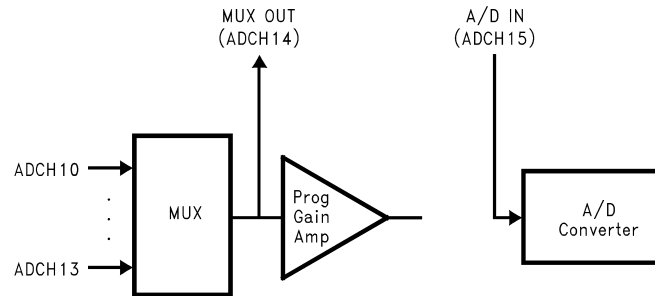 MUX OUT
(ADCH14)
A/D IN
(ADCH15)
ADCH10
MUX
Prog
Gain
Amp
A/D
Converter
ADCH13